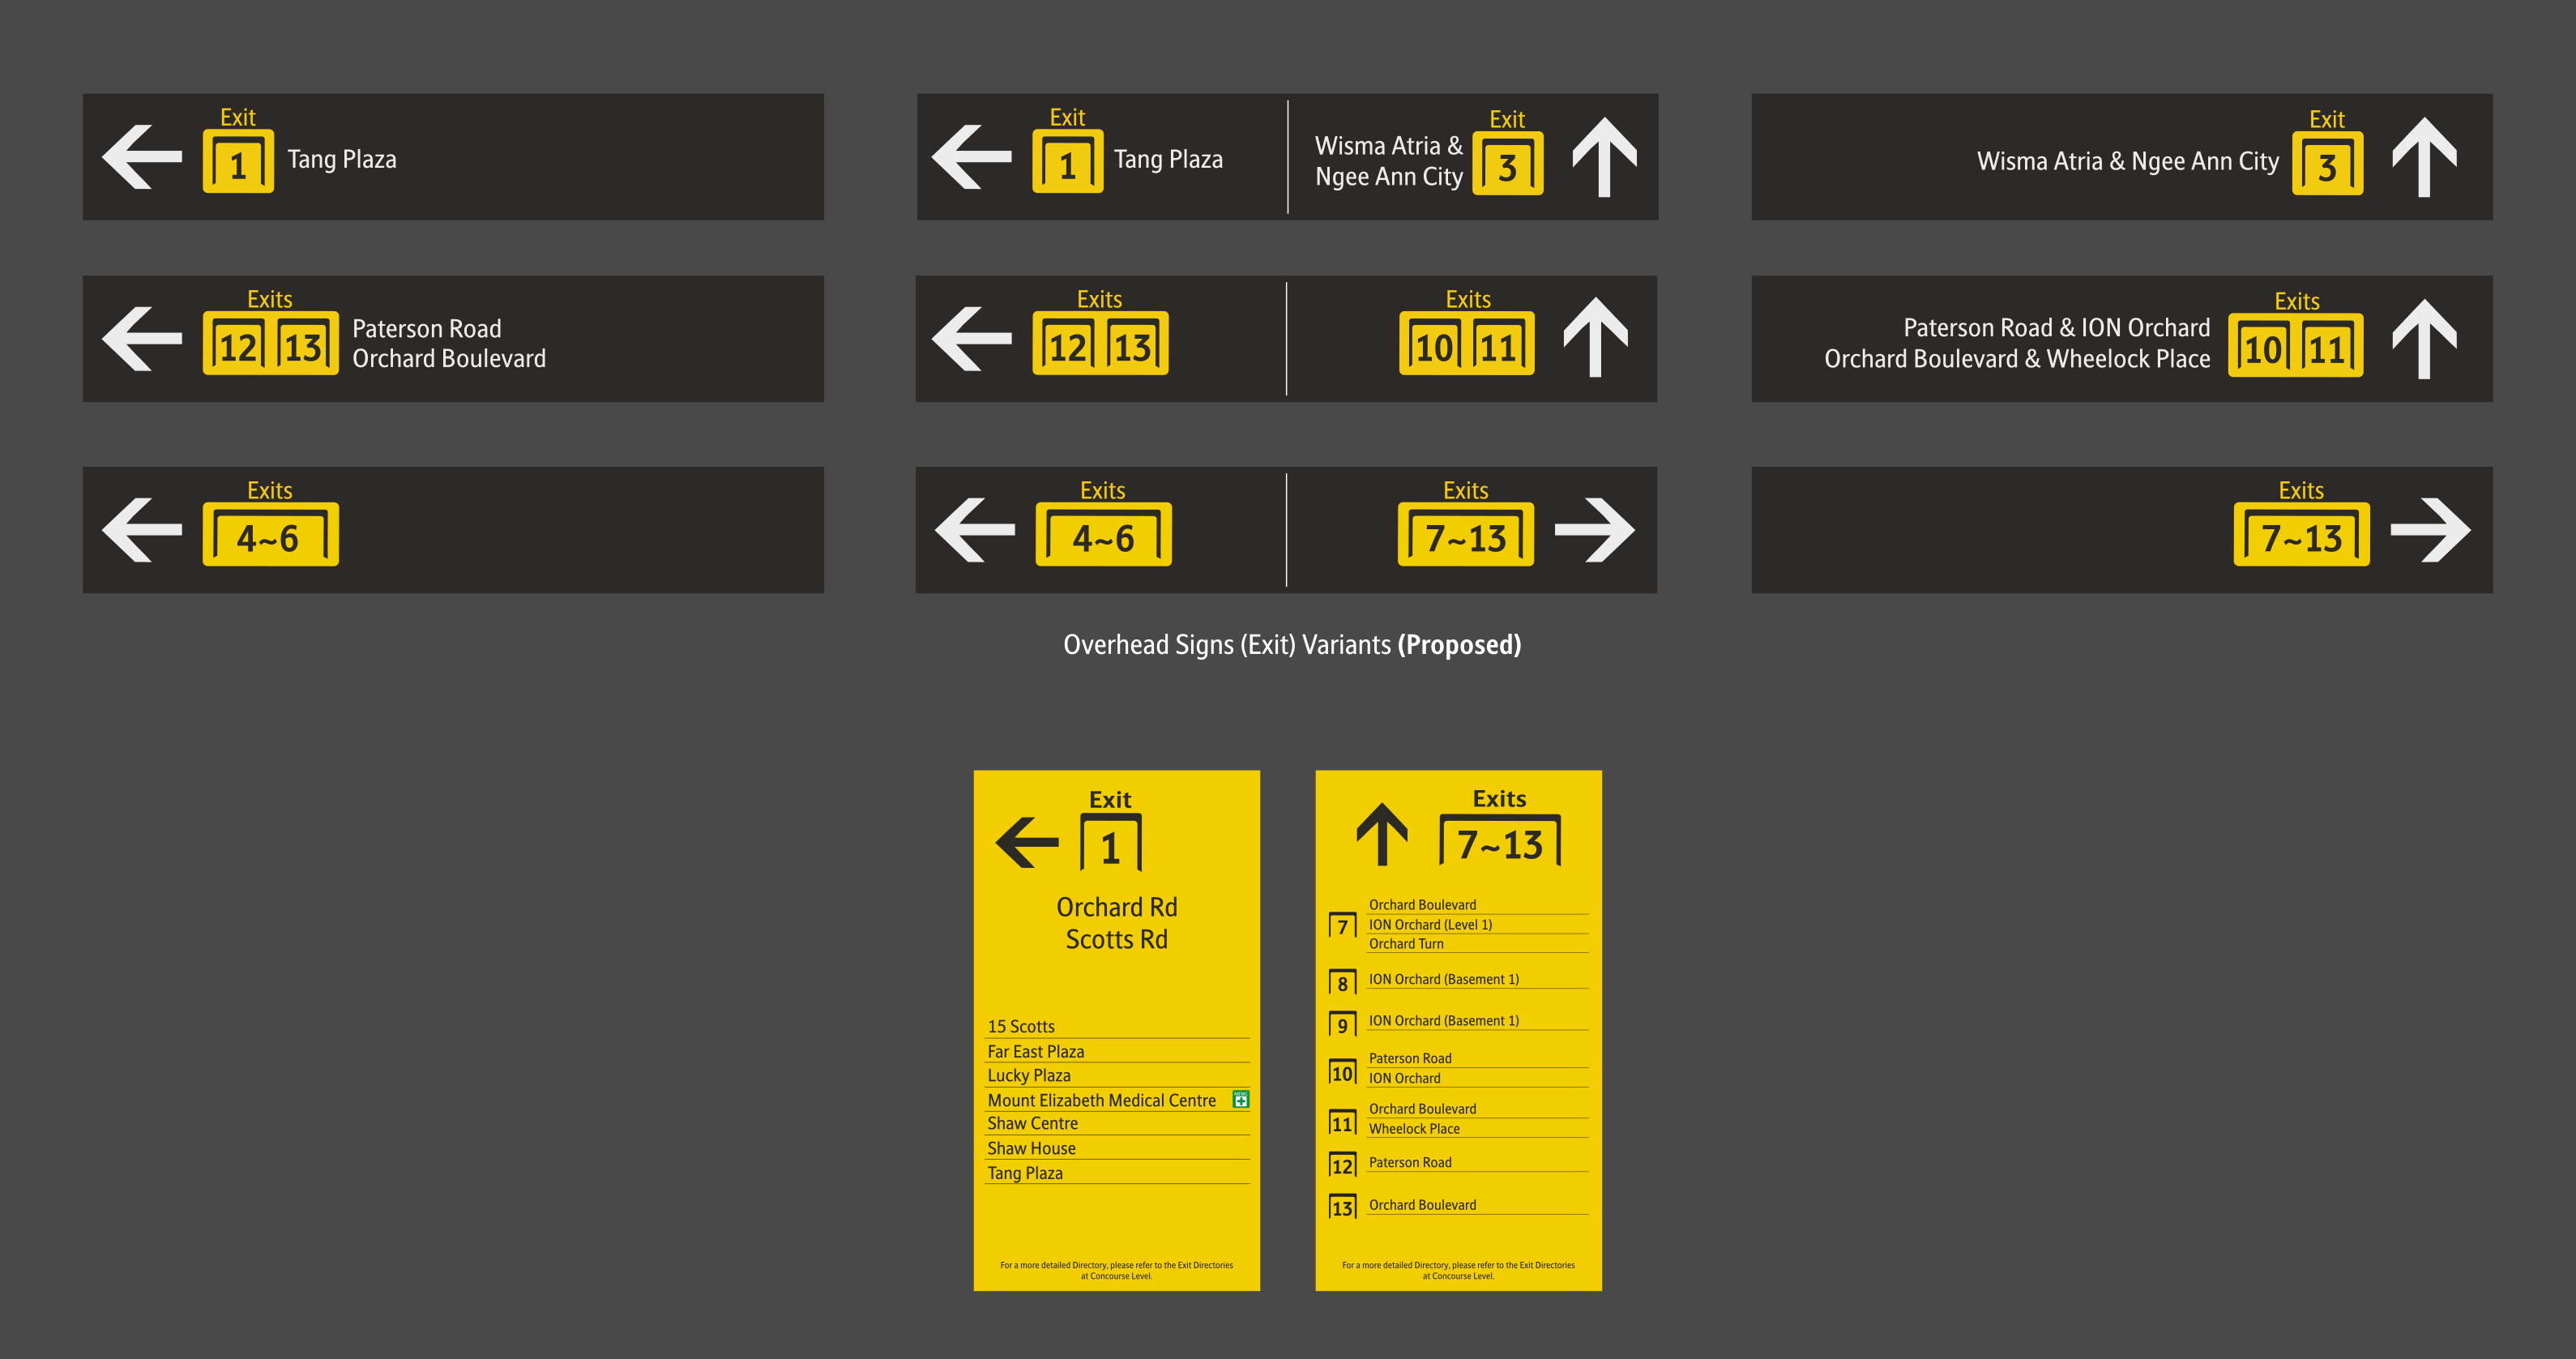 Exit
1
Tang Plaza
Exit
1
Tang Plaza
Wisma Atria &
Ngee Ann City
Exit
3
Wisma Atria & Ngee Ann City
Exit
3
Exits
12 13
Paterson Road
Orchard Boulevard
Exits
12 13
Exits
10 11
Paterson Road & ION Orchard
Orchard Boulevard & Wheelock Place
Exits
10 11
Exits
4~6
Exits
4~6
Exits
7~13
Exits
7~13
Overhead Signs (Exit) Variants (Proposed)
Exit
1
Orchard Rd
Scotts Rd
15 Scotts
Far East Plaza
Lucky Plaza
Mount Elizabeth Medical Centre
Shaw Centre
Shaw House
Tang Plaza
For a more detailed Directory, please refer to the Exit Directories
at Concourse Level.
Exits
7~13
7
Orchard Boulevard
ION Orchard (Level 1)
Orchard Turn
8
ION Orchard (Basement 1)
9
ION Orchard (Basement 1)
10
Paterson Road
ION Orchard
11
Orchard Boulevard
Wheelock Place
12
Paterson Road
13
Orchard Boulevard
For a more detailed Directory, please refer to the Exit Directories
at Concourse Level.